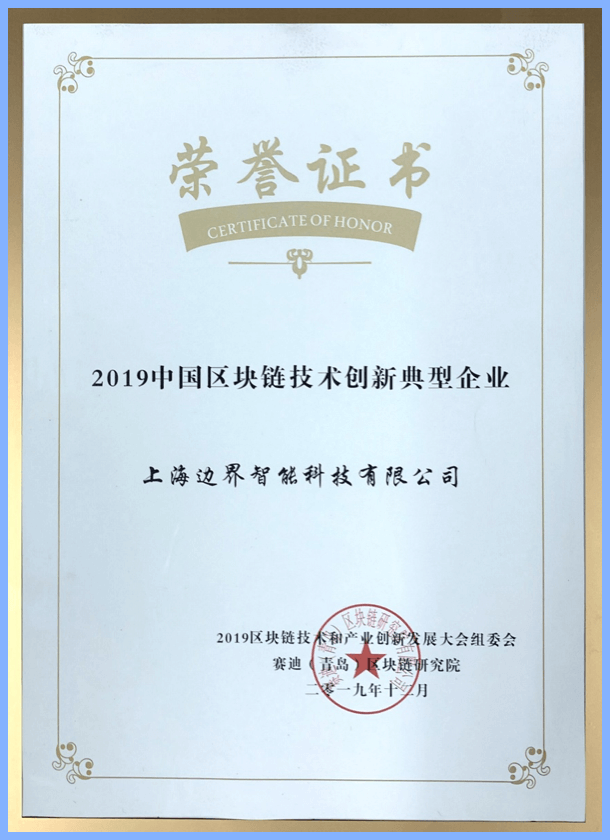 荣誉证书
CERTIFICATE OF HONOR
2019中国区块链技术创新典型企业
上海边界智能科技有限公司
2019区块链技术和产业创新发展大会组委会
赛迪（青岛）区块链研究院
二零一九年十二月